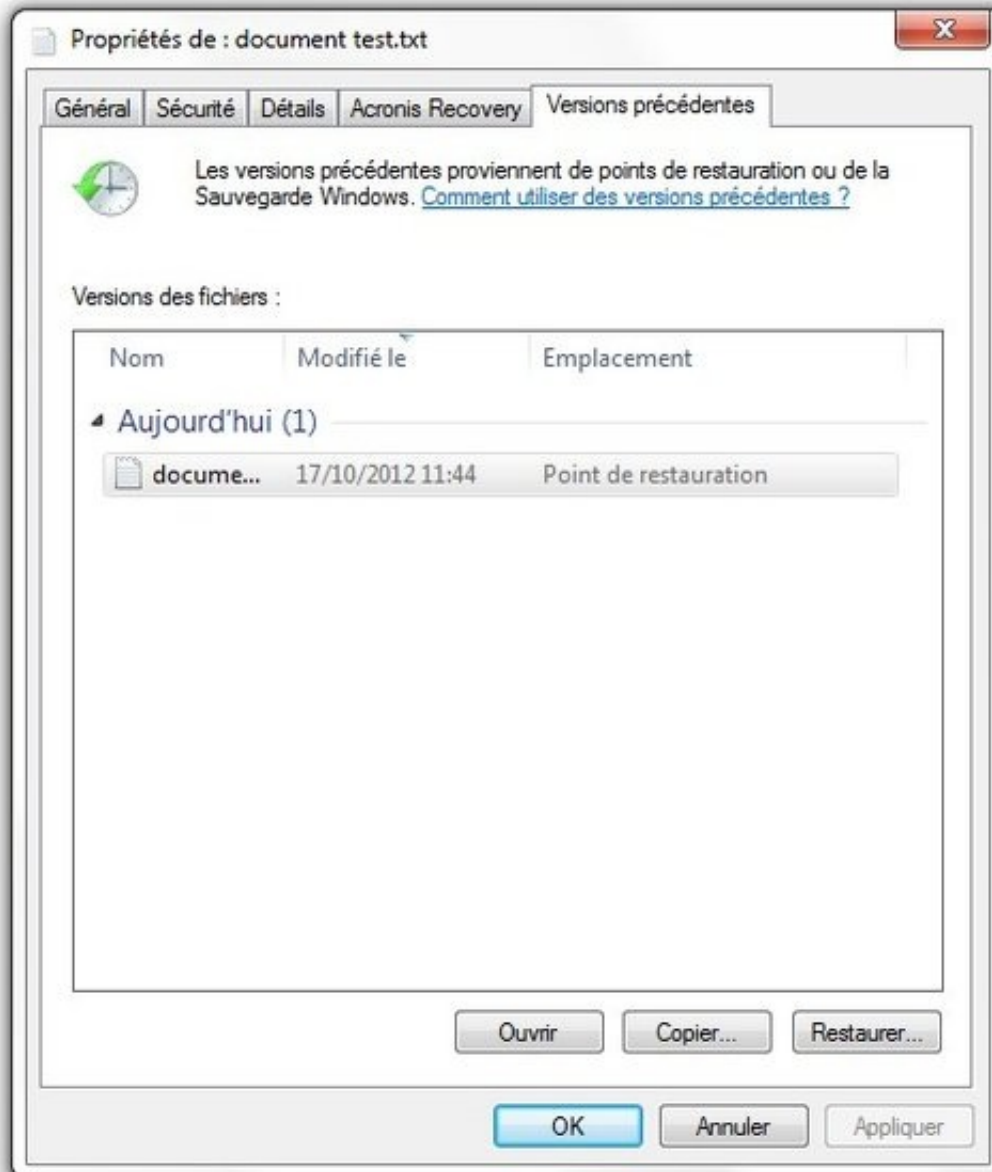 Propriétés de : document test.txt
Général Sécurité Détails Acronis Recovery Versions précédentes
Les versions précédentes proviennent de points de restauration ou de la
Sauvegarde Windows. Comment utiliser des versions précédentes ?
Versions des fichiers :
Nom Modifié le Emplacement
Aujourd'hui (1)
docume... 17/10/2012 11:44 Point de restauration
Ouvrir Copier... Restaurer...
OK Annuler Appliquer